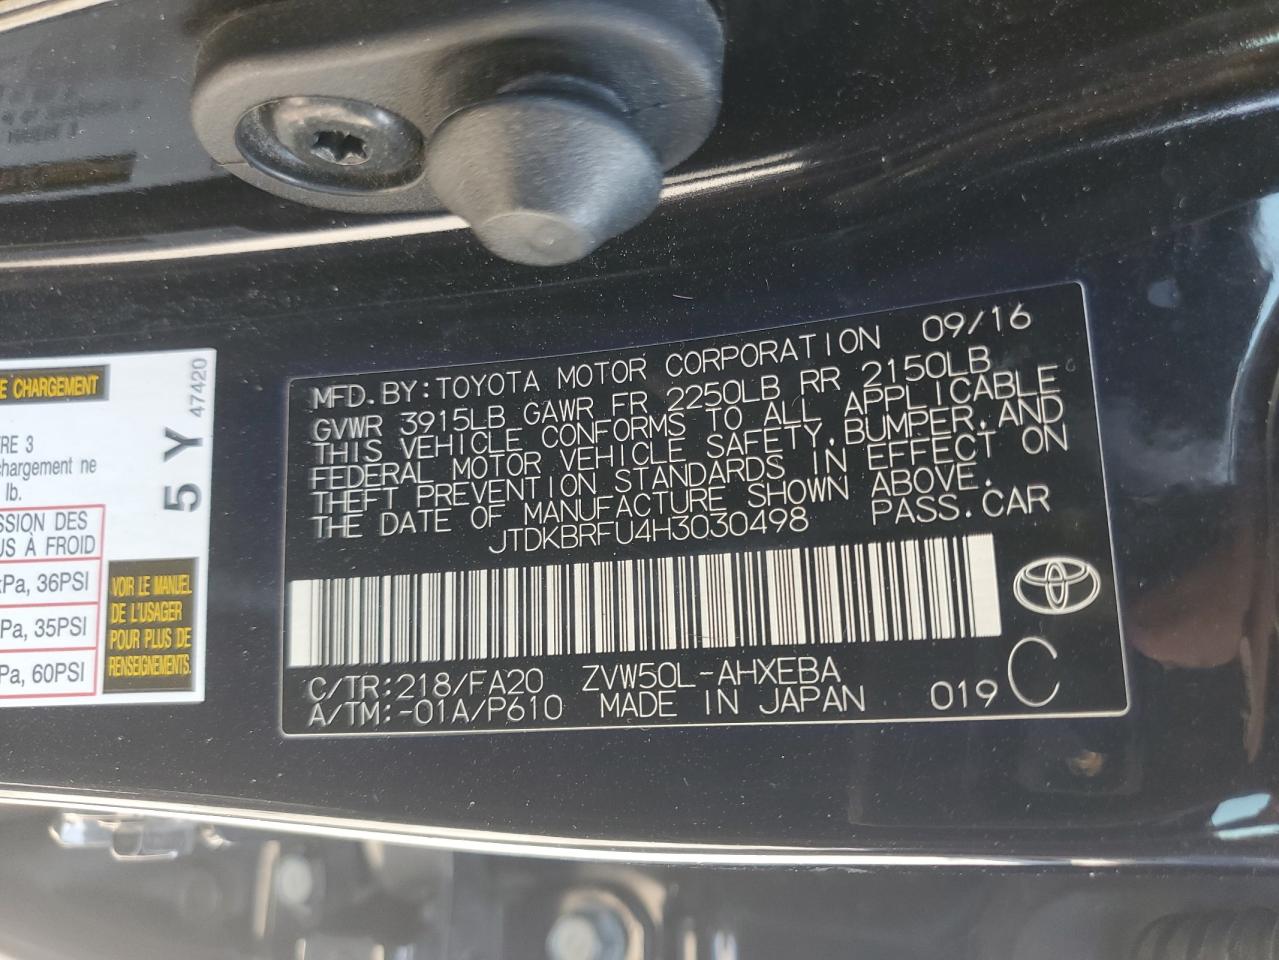 E CHARGEMENT
47420
5 Y
RE 3
chargement ne
lb.
SSION DES
US À FROID
kPa, 36PSI
Pa, 35PSI
Pa, 60PSI
VOIR LE MANUEL
DE L'USAGER
POUR PLUS DE
RENSEIGNEMENTS.
MFD. BY: TOYOTA MOTOR CORPORATION 09/16
GVWR 3915LB GAWR FR 2250LB RR 2150LB
THIS VEHICLE CONFORMS TO ALL APPLICABLE
FEDERAL MOTOR VEHICLE SAFETY, BUMPER, AND
THEFT PREVENTION STANDARDS IN EFFECT ON
THE DATE OF MANUFACTURE SHOWN ABOVE.
JTDKBRFU4H3030498 PASS. CAR
C/TR: 218/FA20 ZVW50L-AHXEBA
A/TM: -01A/P610 MADE IN JAPAN 019 C